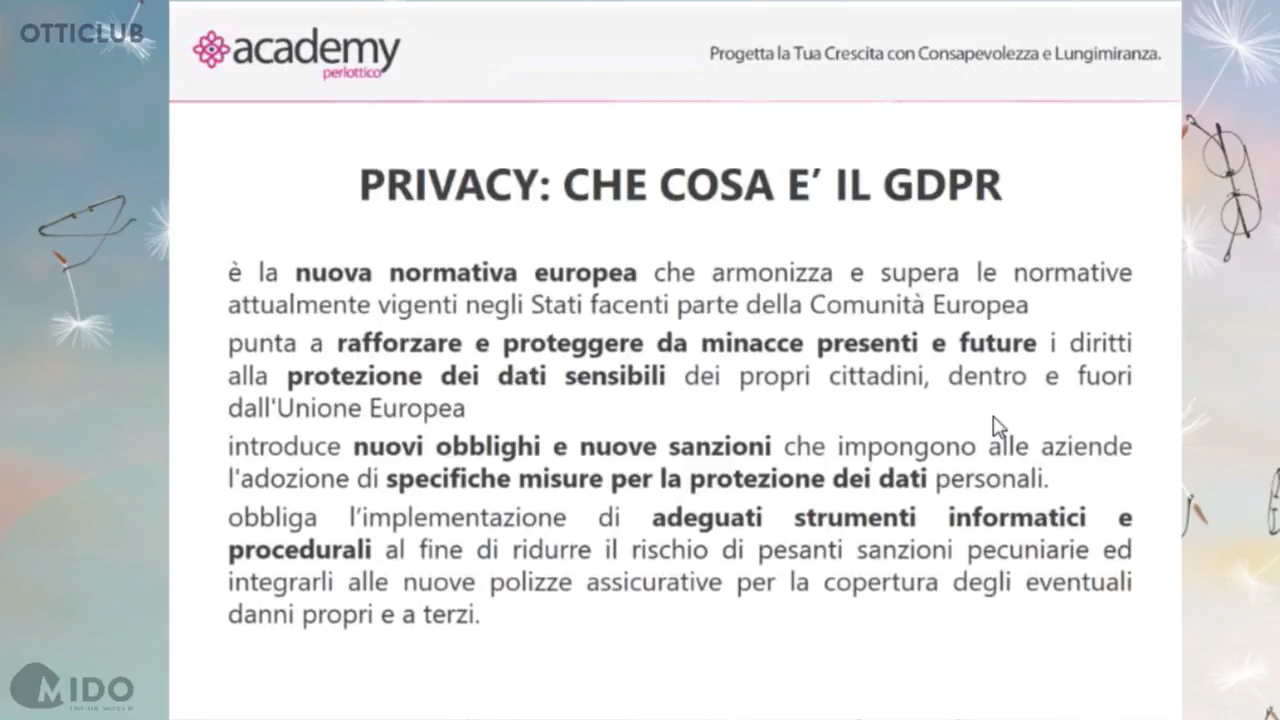 OTTICLUB
academy
perlottico
Progetta la Tua Crescita con Consapevolezza e Lungimiranza.
PRIVACY: CHE COSA E’ IL GDPR
è la nuova normativa europea che armonizza e supera le normative
attualmente vigenti negli Stati facenti parte della Comunità Europea
punta a rafforzare e proteggere da minacce presenti e future i diritti
alla protezione dei dati sensibili dei propri cittadini, dentro e fuori
dall'Unione Europea
introduce nuovi obblighi e nuove sanzioni che impongono alle aziende
l'adozione di specifiche misure per la protezione dei dati personali.
obbliga l’implementazione di adeguati strumenti informatici e
procedurali al fine di ridurre il rischio di pesanti sanzioni pecuniarie ed
integrarli alle nuove polizze assicurative per la copertura degli eventuali
danni propri e a terzi.
MIDO